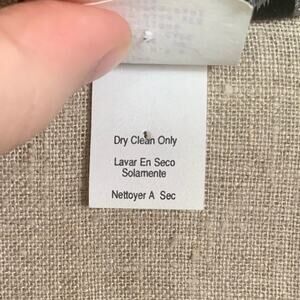 Dry Clean Only
Lavar En Seco
Solamente
Nettoyer A Sec